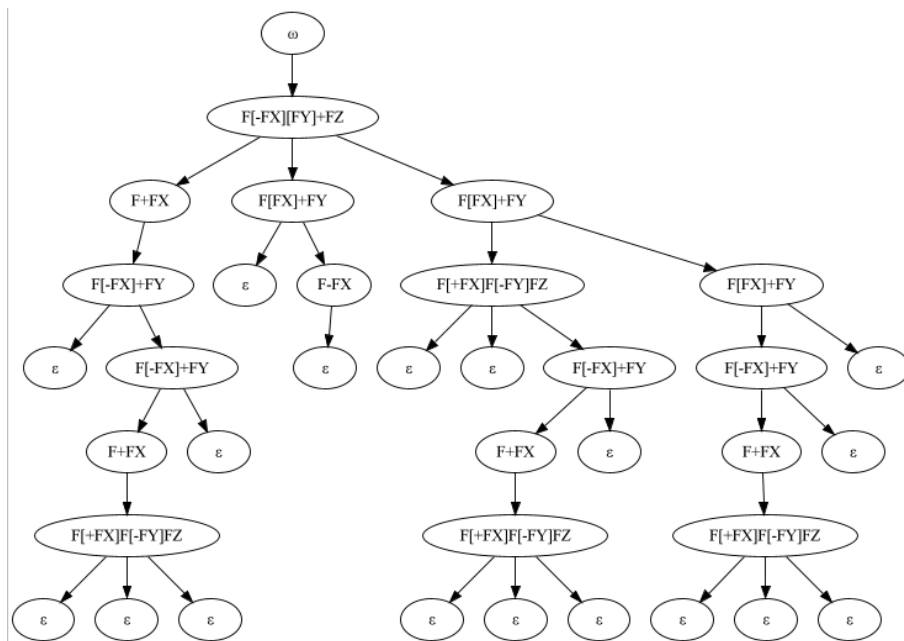 ω
F[-FX][FY]+FZ
F+FX F[FX]+FY F[FX]+FY
F[-FX]+FY ε F-FX F[+FX]F[-FY]FZ F[FX]+FY
ε F[-FX]+FY ε ε ε F[-FX]+FY F[-FX]+FY ε
F+FX ε F+FX ε F+FX ε
F[+FX]F[-FY]FZ F[+FX]F[-FY]FZ F[+FX]F[-FY]FZ
ε ε ε ε ε ε ε ε ε